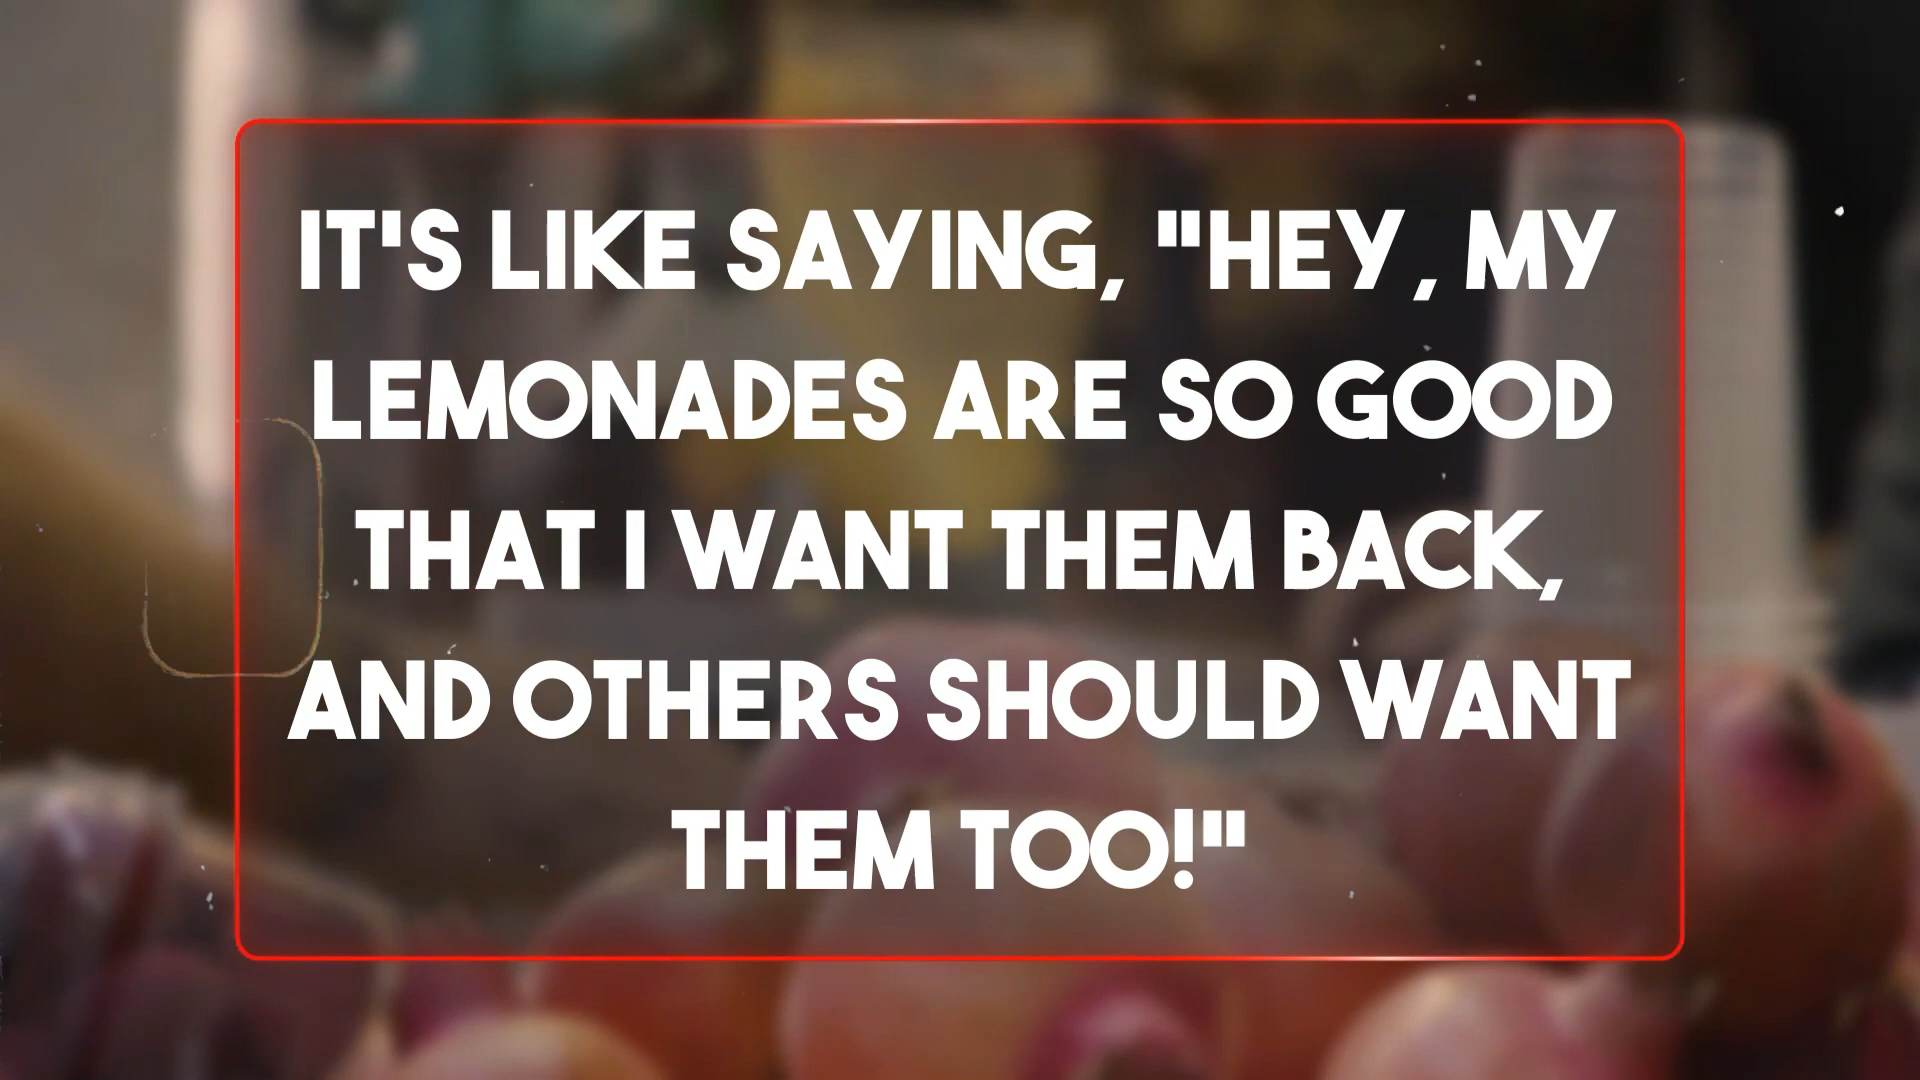 IT'S LIKE SAYING, "HEY, MY
LEMONADES ARE SO GOOD
THAT I WANT THEM BACK,
AND OTHERS SHOULD WANT
THEM TOO!"